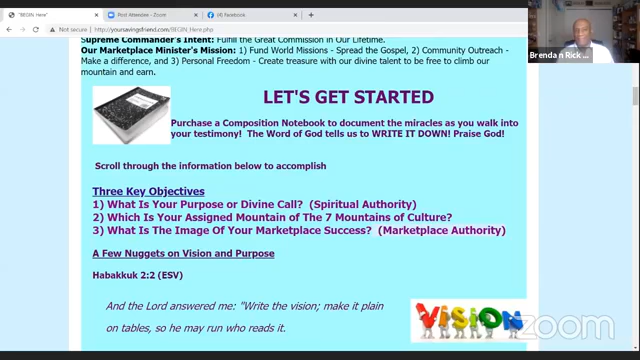 "BEGIN: Here"
Post Attendee - Zoom
(4) Facebook
Not secure | yoursavingsfriend.com/BEGIN_Here.php
Supreme Commander's Intent: Fulfill the Great Commission in Our Lifetime.
Our Marketplace Minister's Mission: 1) Fund World Missions - Spread the Gospel, 2) Community Outreach -
Make a difference, and 3) Personal Freedom - Create treasure with our divine talent to be free to climb our
mountain and earn.
Brendan Rick
LET'S GET STARTED
Purchase a Composition Notebook to document the miracles as you walk into
your testimony! The Word of God tells us to WRITE IT DOWN! Praise God!
Scroll through the information below to accomplish
Three Key Objectives
1) What Is Your Purpose or Divine Call? (Spiritual Authority)
2) Which Is Your Assigned Mountain of The 7 Mountains of Culture?
3) What Is The Image Of Your Marketplace Success? (Marketplace Authority)
A Few Nuggets on Vision and Purpose
Habakkuk 2:2 (ESV)
And the Lord answered me: "Write the vision; make it plain
on tables, so he may run who reads it.
VISION
zoom